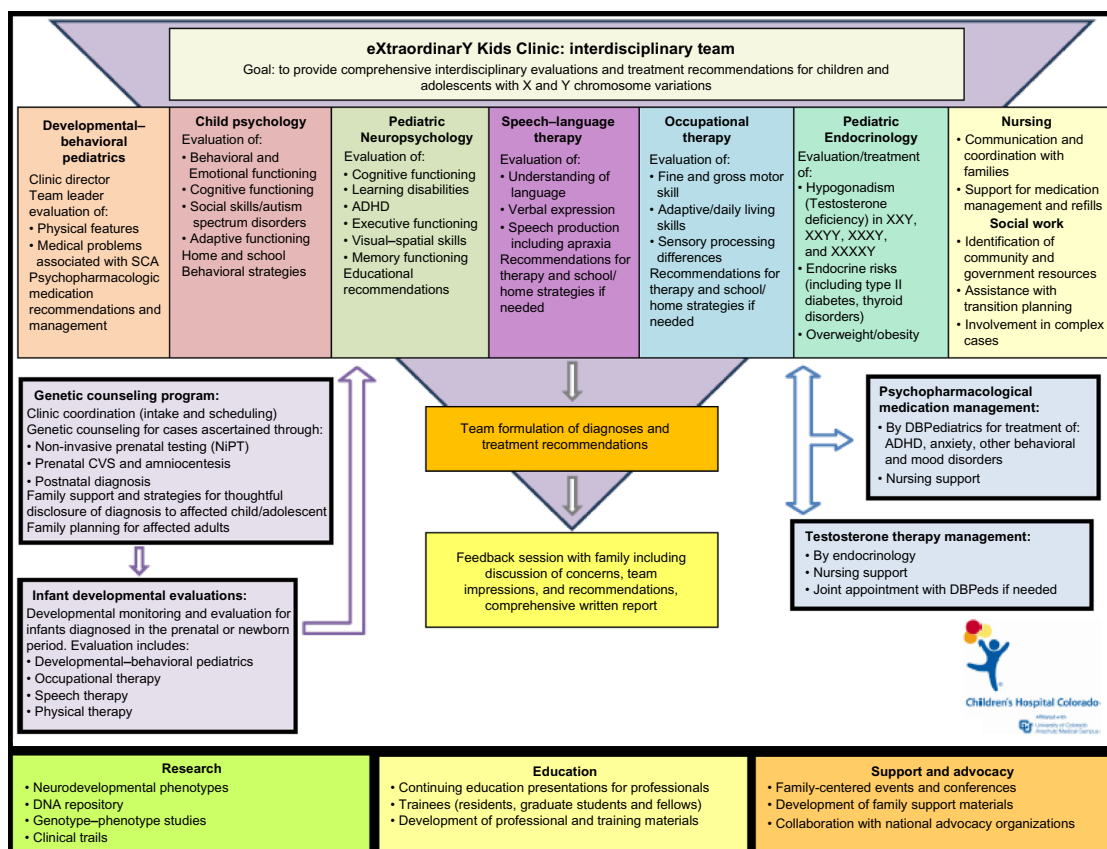 eXtraordinarY Kids Clinic: interdisciplinary team
Goal: to provide comprehensive interdisciplinary evaluations and treatment recommendations for children and
adolescents with X and Y chromosome variations
Developmental–
behavioral
pediatrics
Clinic director
Team leader
evaluation of:
• Physical features
• Medical problems
associated with SCA
Psychopharmacologic
medication
recommendations and
management
Child psychology
Evaluation of:
• Behavioral and
Emotional functioning
• Cognitive functioning
• Social skills/autism
spectrum disorders
• Adaptive functioning
Home and school
Behavioral strategies
Pediatric
Neuropsychology
Evaluation of:
• Cognitive functioning
• Learning disabilities
• ADHD
• Executive functioning
• Visual–spatial skills
• Memory functioning
Educational
recommendations
Speech–language
therapy
Evaluation of:
• Understanding of
language
• Verbal expression
• Speech production
including apraxia
Recommendations for
therapy and school/
home strategies if
needed
Occupational
therapy
Evaluation of:
• Fine and gross motor
skill
• Adaptive/daily living
skills
• Sensory processing
differences
Recommendations for
therapy and school/
home strategies if
needed
Pediatric
Endocrinology
Evaluation/treatment
of:
• Hypogonadism
(Testosterone
deficiency) in XXY,
XXYY, XXXY,
and XXXXY
• Endocrine risks
(including type II
diabetes, thyroid
disorders)
• Overweight/obesity
Nursing
• Communication and
coordination with
families
• Support for medication
management and refills
Social work
• Identification of
community and
government resources
• Assistance with
transition planning
• Involvement in complex
cases
Genetic counseling program:
Clinic coordination (intake and scheduling)
Genetic counseling for cases ascertained through:
• Non-invasive prenatal testing (NiPT)
• Prenatal CVS and amniocentesis
• Postnatal diagnosis
Family support and strategies for thoughtful
disclosure of diagnosis to affected child/adolescent
Family planning for affected adults
Infant developmental evaluations:
Developmental monitoring and evaluation for
infants diagnosed in the prenatal or newborn
period. Evaluation includes:
• Developmental–behavioral pediatrics
• Occupational therapy
• Speech therapy
• Physical therapy
Team formulation of diagnoses and
treatment recommendations
Feedback session with family including
discussion of concerns, team
impressions, and recommendations,
comprehensive written report
Psychopharmacological
medication management:
• By DBPediatrics for treatment of:
ADHD, anxiety, other behavioral
and mood disorders
• Nursing support
Testosterone therapy management:
• By endocrinology
• Nursing support
• Joint appointment with DBPeds if needed
Children's Hospital Colorado
Affiliated with
University of Colorado
Anschutz Medical Campus
Research
• Neurodevelopmental phenotypes
• DNA repository
• Genotype–phenotype studies
• Clinical trails
Education
• Continuing education presentations for professionals
• Trainees (residents, graduate students and fellows)
• Development of professional and training materials
Support and advocacy
• Family-centered events and conferences
• Development of family support materials
• Collaboration with national advocacy organizations